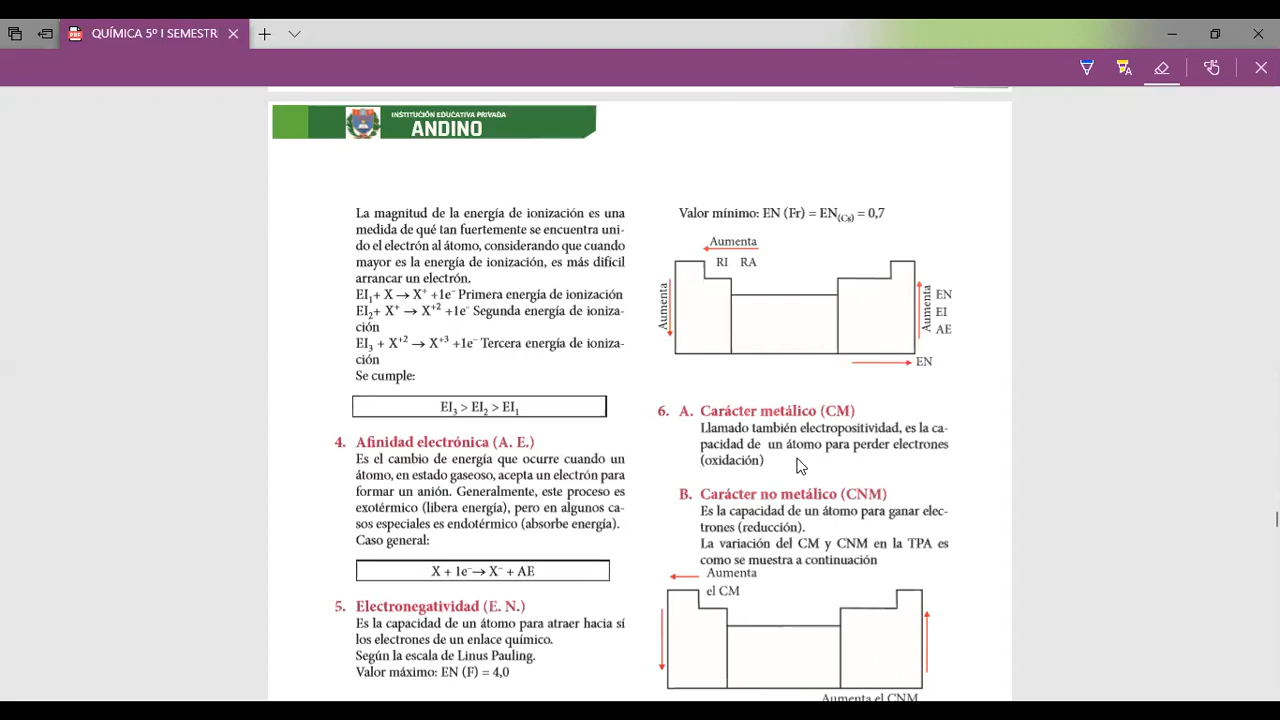 QUÍMICA 5º I SEMESTRI
INSTITUCIÓN EDUCATIVA PRIVADA
ANDINO
La magnitud de la energía de ionización es una
medida de qué tan fuertemente se encuentra uni-
do el electrón al átomo, considerando que cuando
mayor es la energía de ionización, es más difícil
arrancar un electrón.
EI₁+ X → X⁺ +1e⁻ Primera energía de ionización
EI₂+ X⁺ → X⁺² +1e⁻ Segunda energía de ioniza-
ción
EI₃ + X⁺² → X⁺³ +1e⁻ Tercera energía de ioniza-
ción
Se cumple:
EI₃ > EI₂ > EI₁
4. Afinidad electrónica (A. E.)
Es el cambio de energía que ocurre cuando un
átomo, en estado gaseoso, acepta un electrón para
formar un anión. Generalmente, este proceso es
exotérmico (libera energía), pero en algunos ca-
sos especiales es endotérmico (absorbe energía).
Caso general:
X + 1e⁻→ X⁻ + AE
5. Electronegatividad (E. N.)
Es la capacidad de un átomo para atraer hacia sí
los electrones de un enlace químico.
Según la escala de Linus Pauling.
Valor máximo: EN (F) = 4,0
Valor mínimo: EN (Fr) = EN(Cs) = 0,7
Aumenta
RI RA
Aumenta
Aumenta
EN
EI
AE
EN
6. A. Carácter metálico (CM)
Llamado también electropositividad, es la ca-
pacidad de un átomo para perder electrones
(oxidación)
B. Carácter no metálico (CNM)
Es la capacidad de un átomo para ganar elec-
trones (reducción).
La variación del CM y CNM en la TPA es
como se muestra a continuación
Aumenta
el CM
Aumenta el CNM